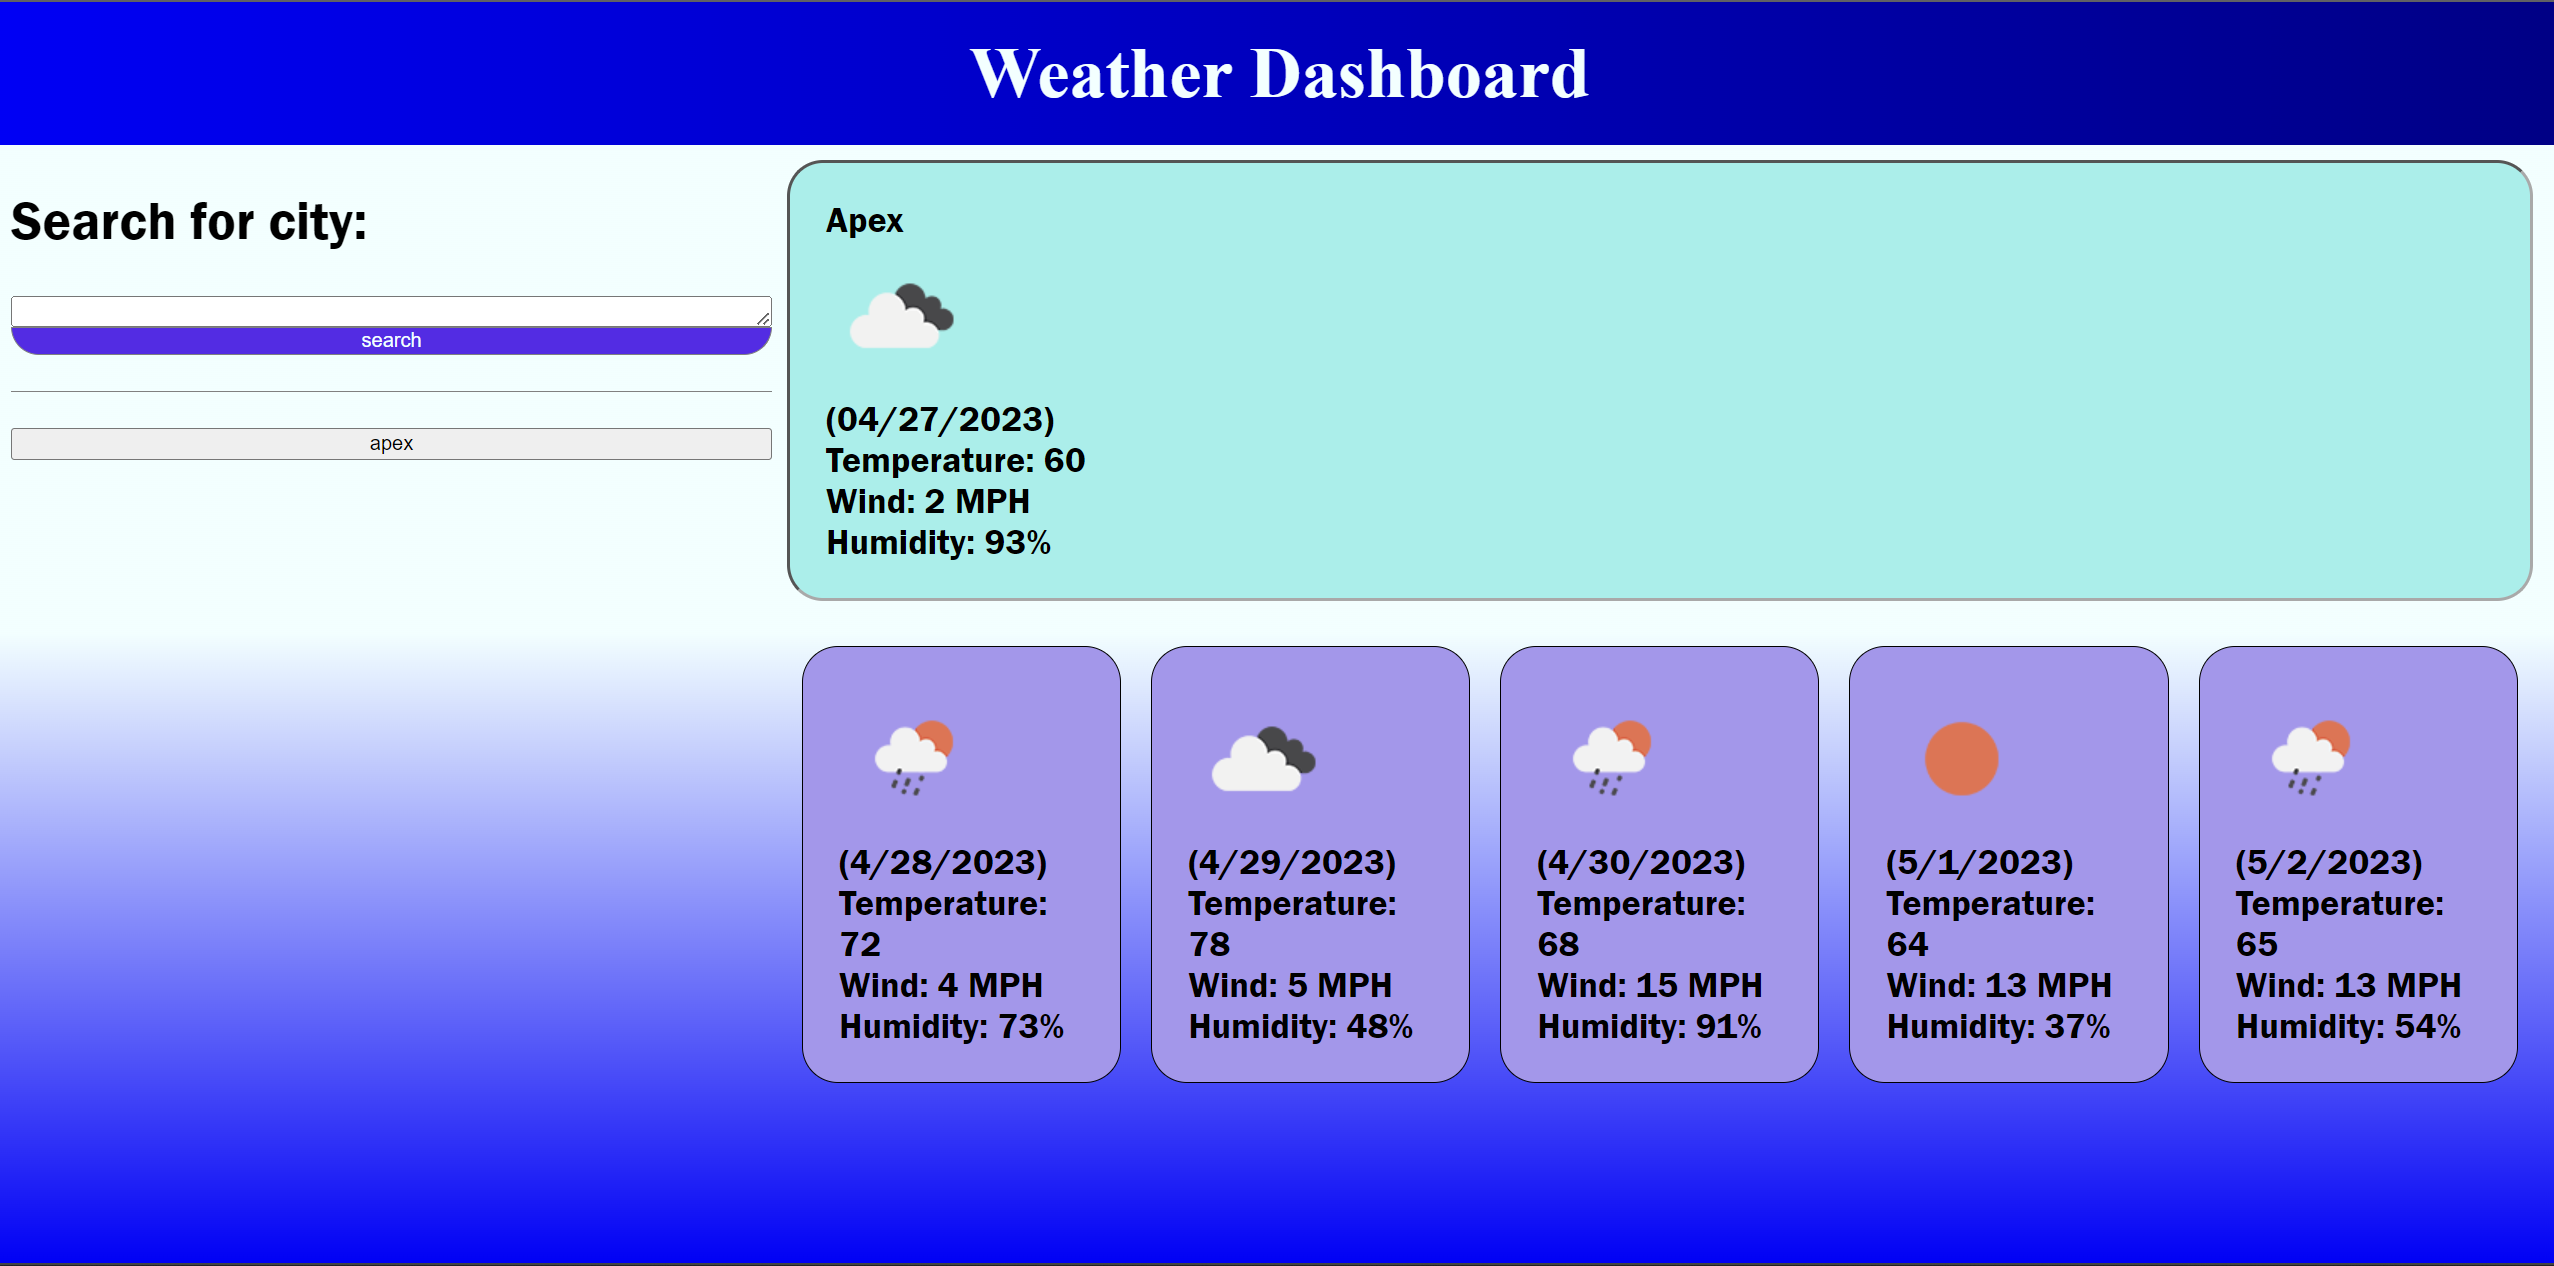 Weather Dashboard
Search for city:
search
apex
Apex
(04/27/2023)
Temperature: 60
Wind: 2 MPH
Humidity: 93%
(4/28/2023)
Temperature:
72
Wind: 4 MPH
Humidity: 73%
(4/29/2023)
Temperature:
78
Wind: 5 MPH
Humidity: 48%
(4/30/2023)
Temperature:
68
Wind: 15 MPH
Humidity: 91%
(5/1/2023)
Temperature:
64
Wind: 13 MPH
Humidity: 37%
(5/2/2023)
Temperature:
65
Wind: 13 MPH
Humidity: 54%